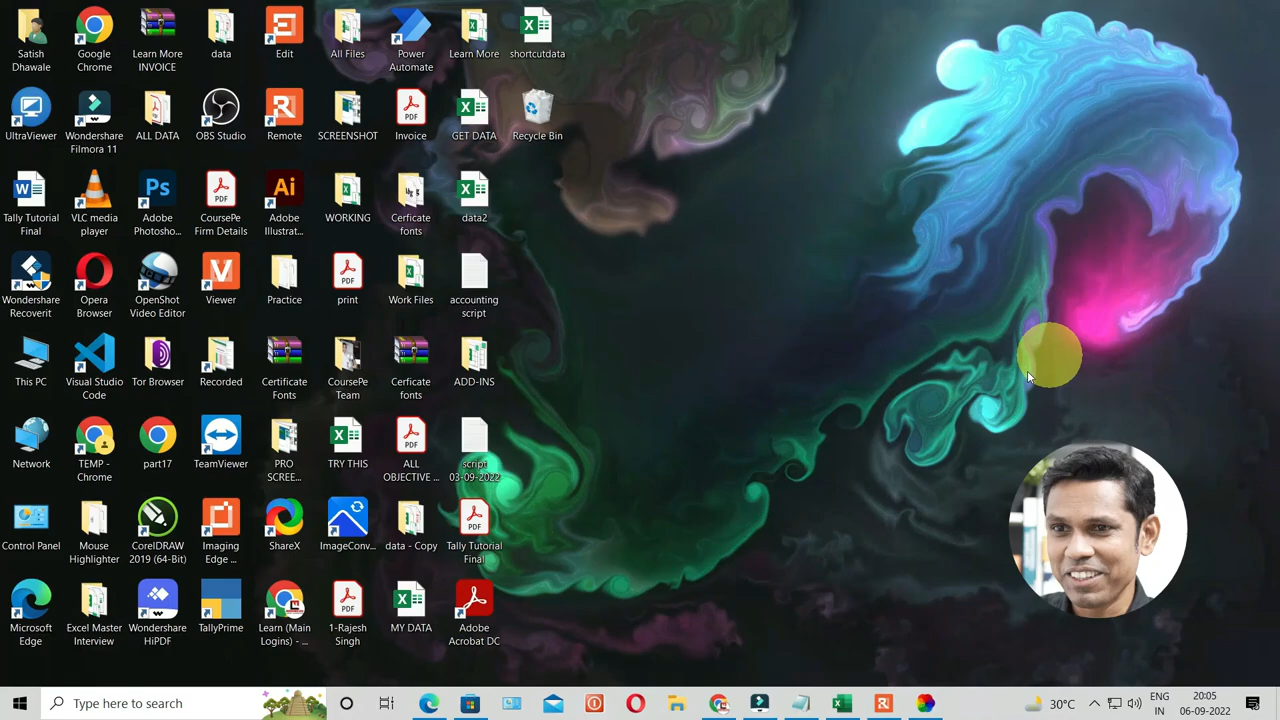 Satish
Dhawale
Google
Chrome
Learn More
INVOICE
data
Edit
All Files
Power
Automate
Learn More
shortcutdata
UltraViewer
Wondershare
Filmora 11
ALL DATA
OBS Studio
Remote
SCREENSHOT
Invoice
GET DATA
Recycle Bin
Tally Tutorial
Final
VLC media
player
Adobe
Photosho...
CoursePe
Firm Details
Adobe
Illustrat...
WORKING
Cerficate
fonts
data2
Wondershare
Recoverit
Opera
Browser
OpenShot
Video Editor
Viewer
Practice
print
Work Files
accounting
script
This PC
Visual Studio
Code
Tor Browser
Recorded
Certificate
Fonts
CoursePe
Team
Cerficate
fonts
ADD-INS
Network
TEMP -
Chrome
part17
TeamViewer
PRO
SCREE...
TRY THIS
ALL
OBJECTIVE ...
script
03-09-2022
Control Panel
Mouse
Highlighter
CorelDRAW
2019 (64-Bit)
Imaging
Edge ...
ShareX
ImageConv...
data - Copy
Tally Tutorial
Final
Microsoft
Edge
Excel Master
Interview
Wondershare
HiPDF
TallyPrime
Learn (Main
Logins) - ...
1-Rajesh
Singh
MY DATA
Adobe
Acrobat DC
Type here to search
30°C
ENG
IN
20:05
06-09-2022